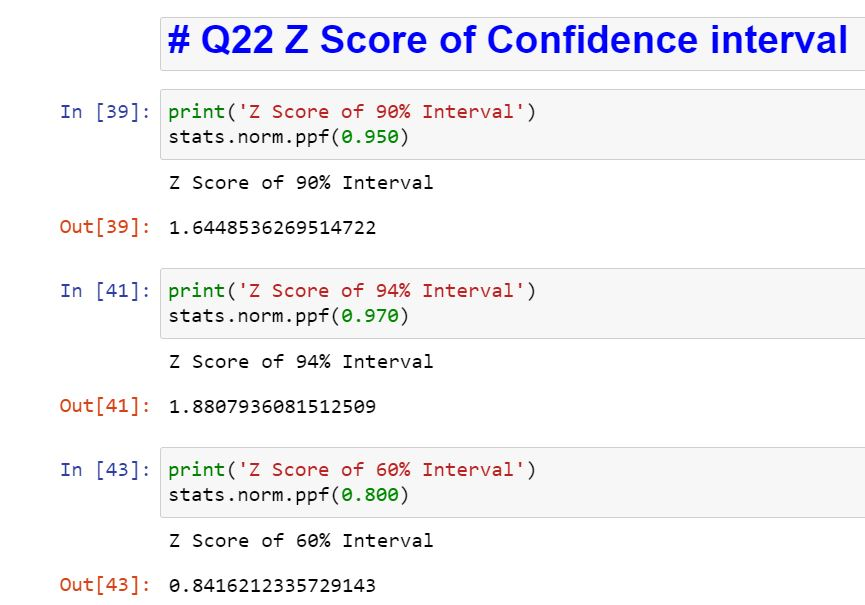 # Q22 Z Score of Confidence interval
In [39]: print('Z Score of 90% Interval')
stats.norm.ppf(0.950)
Z Score of 90% Interval
Out[39]: 1.6448536269514722
In [41]: print('Z Score of 94% Interval')
stats.norm.ppf(0.970)
Z Score of 94% Interval
Out[41]: 1.8807936081512509
In [43]: print('Z Score of 60% Interval')
stats.norm.ppf(0.800)
Z Score of 60% Interval
Out[43]: 0.8416212335729143